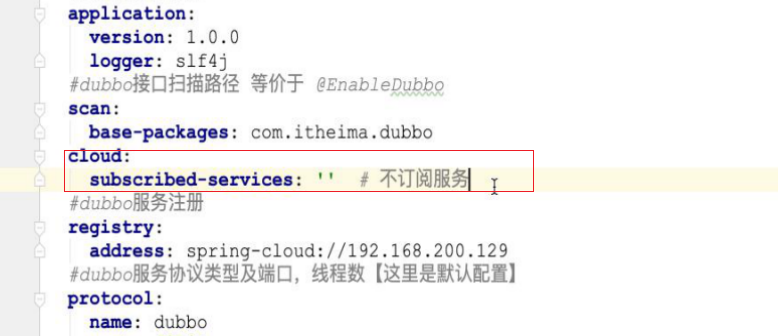 application:
version: 1.0.0
logger: slf4j
#dubbo接口扫描路径 等价于 @EnableDubbo
scan:
base-packages: com.itheima.dubbo
cloud:
subscribed-services: '' # 不订阅服务
#dubbo服务注册
registry:
address: spring-cloud://192.168.200.129
#dubbo服务协议类型及端口，线程数【这里是默认配置】
protocol:
name: dubbo